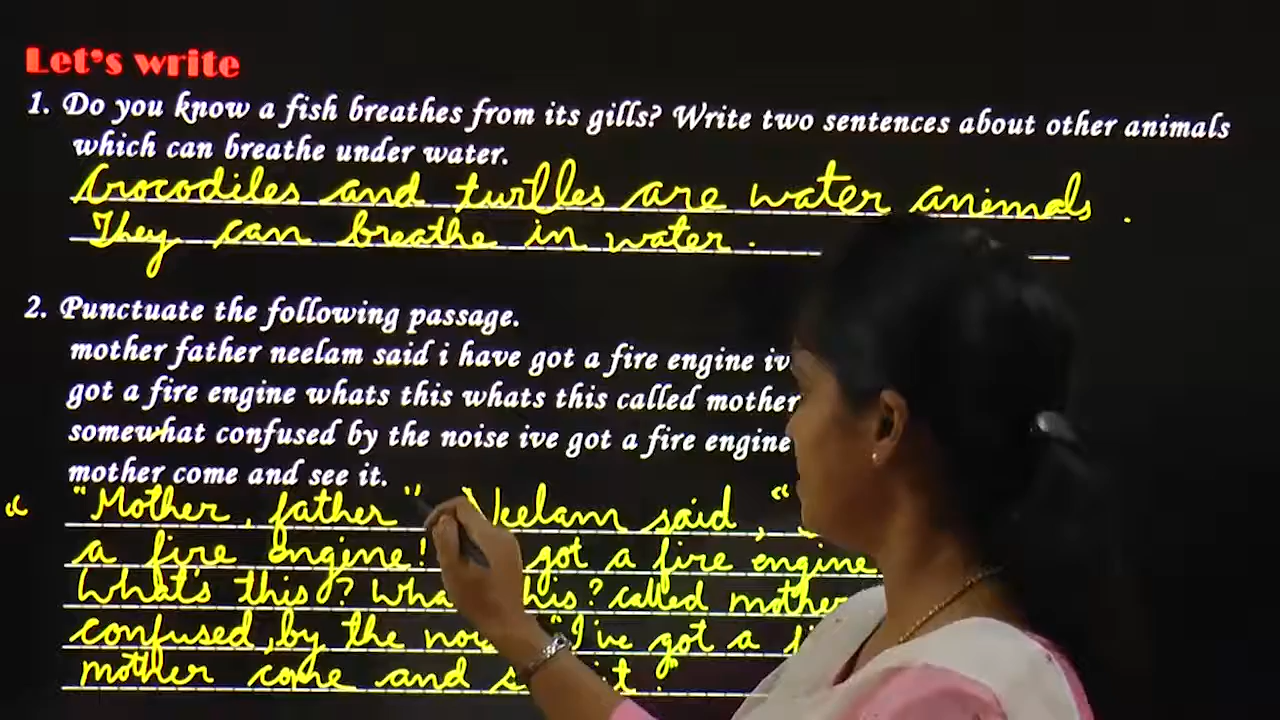 Let's write
1. Do you know a fish breathes from its gills? Write two sentences about other animals
which can breathe under water.
Crocodiles and turtles are water animals.
They can breathe in water.
2. Punctuate the following passage.
mother father neelam said i have got a fire engine iv
got a fire engine whats this whats this called mother
somewhat confused by the noise ive got a fire engine
mother come and see it.
"Mother, father" Neelam said, "
a fire engine! got a fire engine
What's this? this? called mother
confused, by the "I've got a
mother come and it."